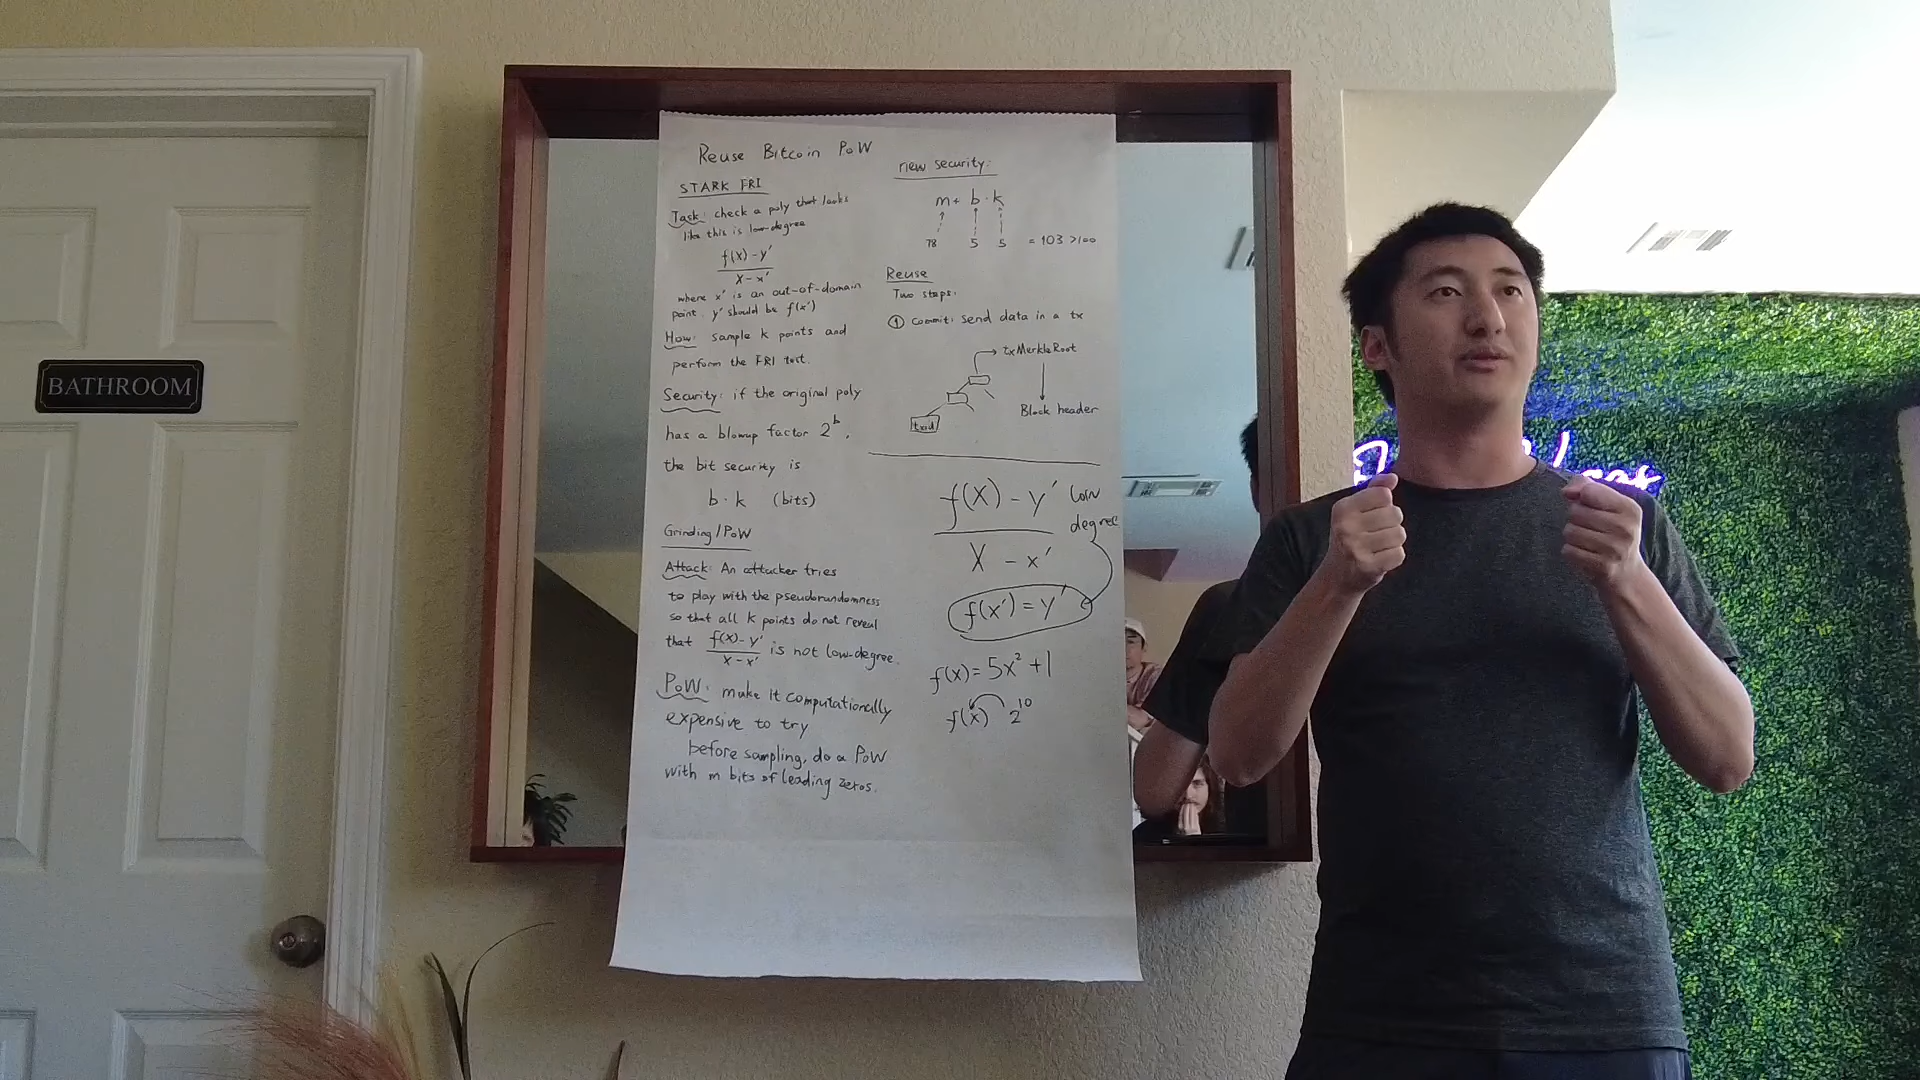 BATHROOM
Reuse Bitcoin PoW
STARK FRI
Task: check a poly that looks
like this is low-degree
f(X) - y'
X - x'
where x' is an out-of-domain
point. y' should be f(x')
How: sample k points and
perform the FRI test.
Security: if the original poly
has a blowup factor 2^b,
the bit security is
b · k (bits)
Grinding/PoW
Attack: An attacker tries
to play with the pseudorandomness
so that all k points do not reveal
that f(X) - y' / X - x' is not low-degree.
PoW: make it computationally
expensive to try
before sampling, do a PoW
with m bits of leading zeros.
new security:
m + b · k
78 5 5 = 103 > 100
Reuse
Two steps.
① Commit: send data in a tx
txMerkleRoot
Block header
txid
f(X) - y' low
degree
X - x'
f(x') = y'
f(x) = 5x² + 1
f(x) 2^10